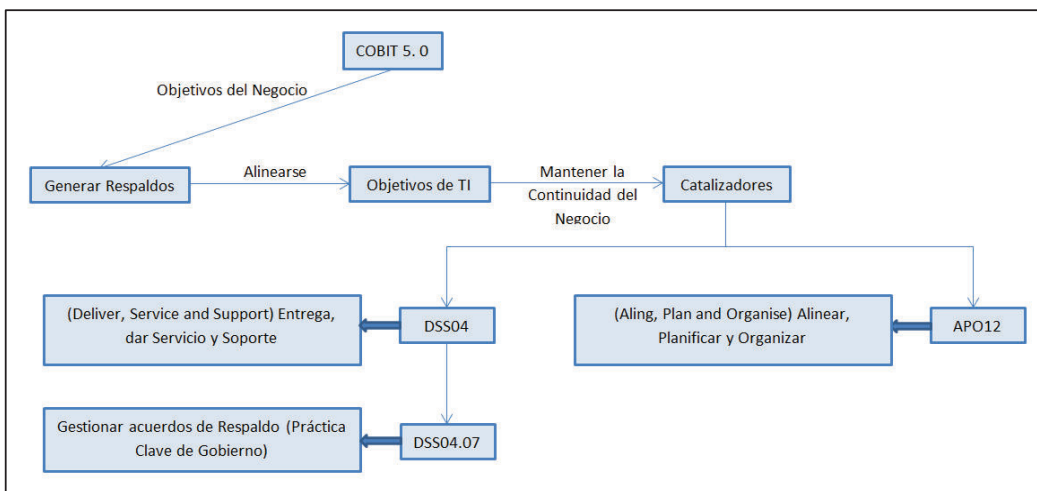 COBIT 5. 0
Objetivos del Negocio
Generar Respaldos
Alinearse
Objetivos de TI
Mantener la
Continuidad del
Negocio
Catalizadores
(Deliver, Service and Support) Entrega,
dar Servicio y Soporte
DSS04
(Aling, Plan and Organise) Alinear,
Planificar y Organizar
APO12
Gestionar acuerdos de Respaldo (Práctica
Clave de Gobierno)
DSS04.07